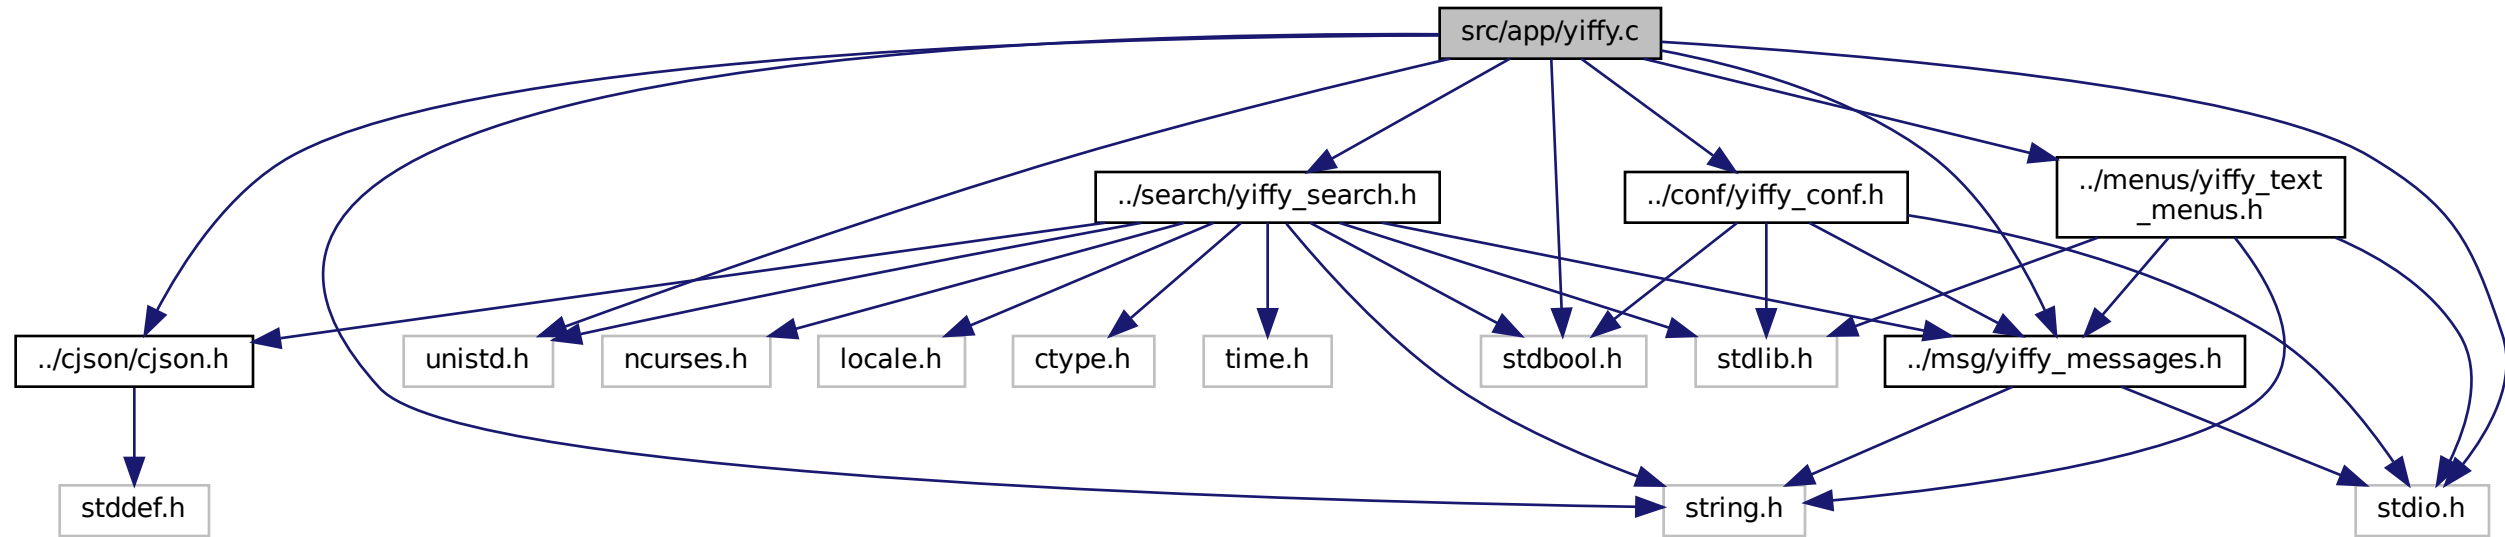 src/app/yiffy.c
../search/yiffy_search.h
../conf/yiffy_conf.h
../menus/yiffy_text
_menus.h
../cjson/cjson.h
unistd.h
ncurses.h
locale.h
ctype.h
time.h
stdbool.h
stdlib.h
../msg/yiffy_messages.h
stddef.h
string.h
stdio.h